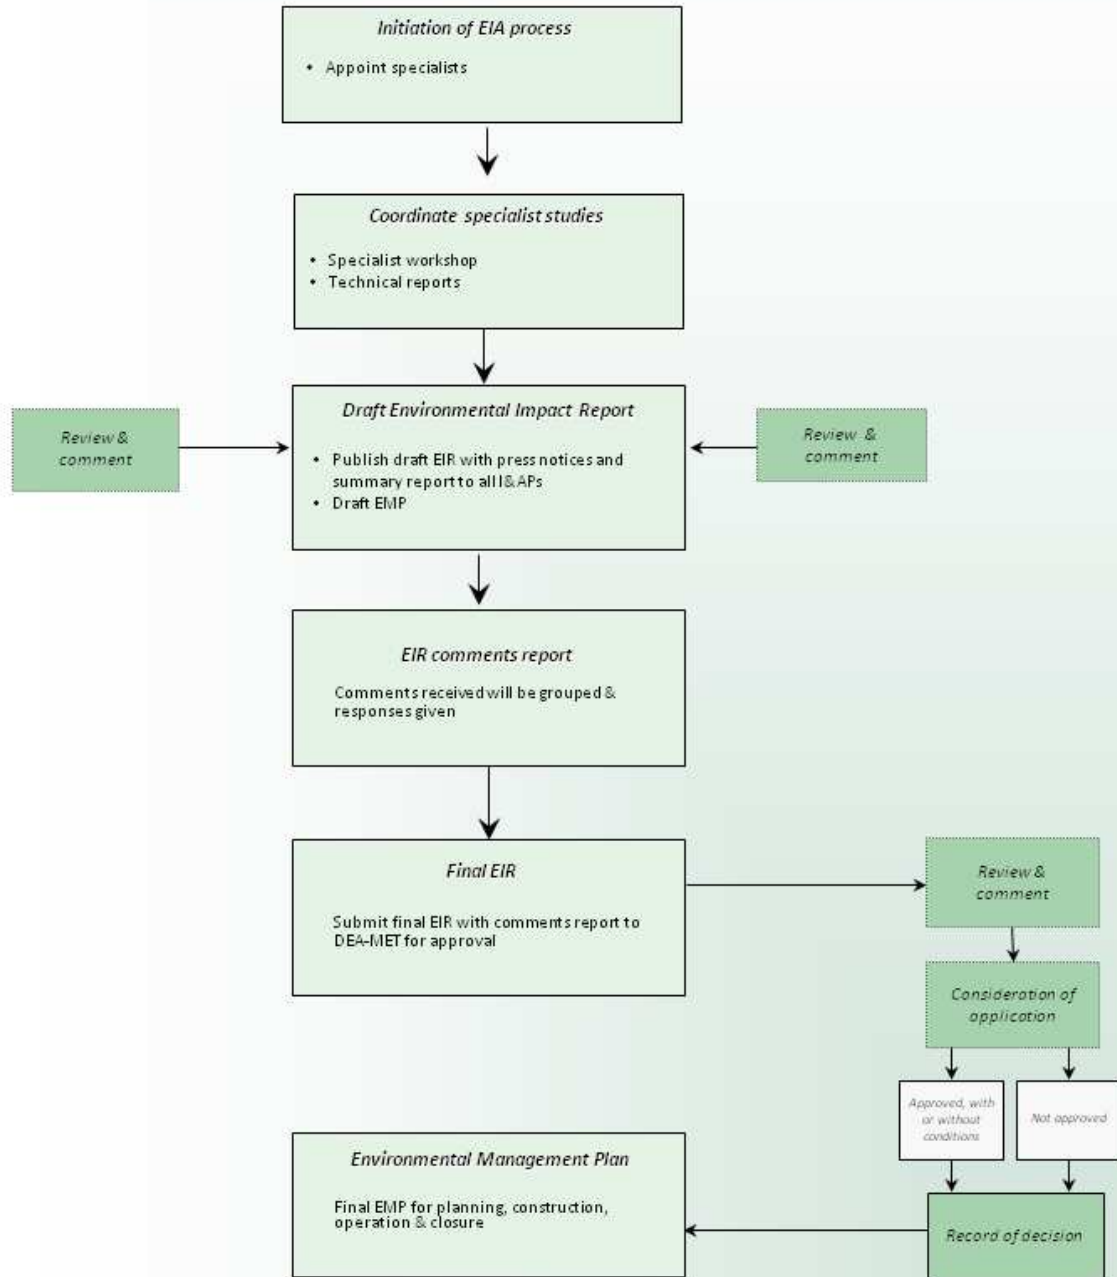 Initiation of EIA process
• Appoint specialists
Coordinate specialist studies
• Specialist workshop
• Technical reports
Draft Environmental Impact Report
• Publish draft EIR with press notices and
summary report to all I&APs
• Draft EMP
Review &
comment
Review &
comment
EIR comments report
Comments received will be grouped &
responses given
Final EIR
Submit final EIR with comments report to
DEA-MET for approval
Review &
comment
Consideration of
application
Approved, with
or without
conditions
Not approved
Environmental Management Plan
Final EMP for planning, construction,
operation & closure
Record of decision